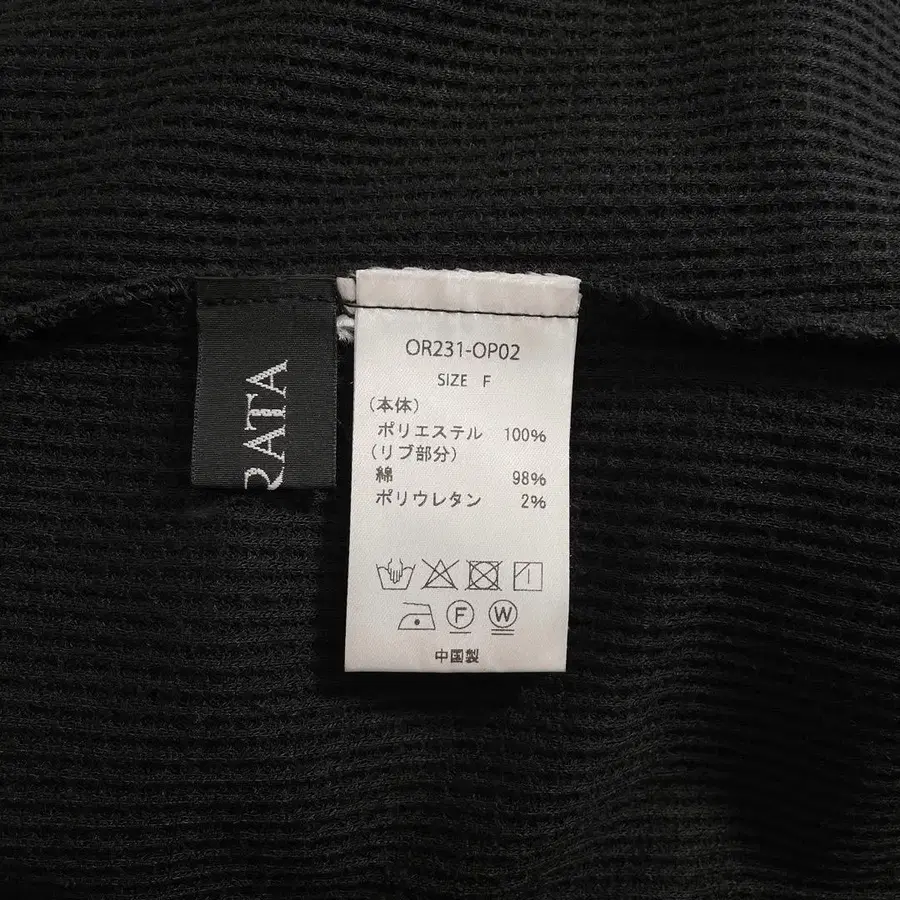 RATA
OR231-OP02
SIZE F
（本体）
ポリエステル 100%
（リブ部分）
綿 98%
ポリウレタン 2%
F W
中国製